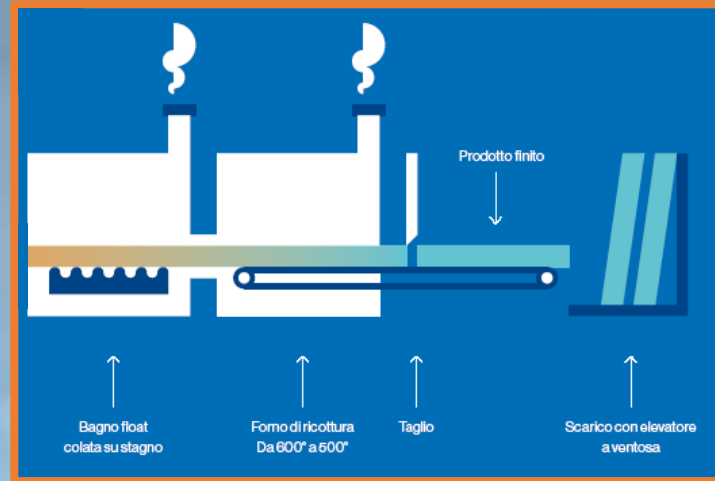 Prodotto finito
Bagno float
colata su stagno
Forno di ricottura
Da 600° a 500°
Taglio
Scarico con elevatore
a ventosa